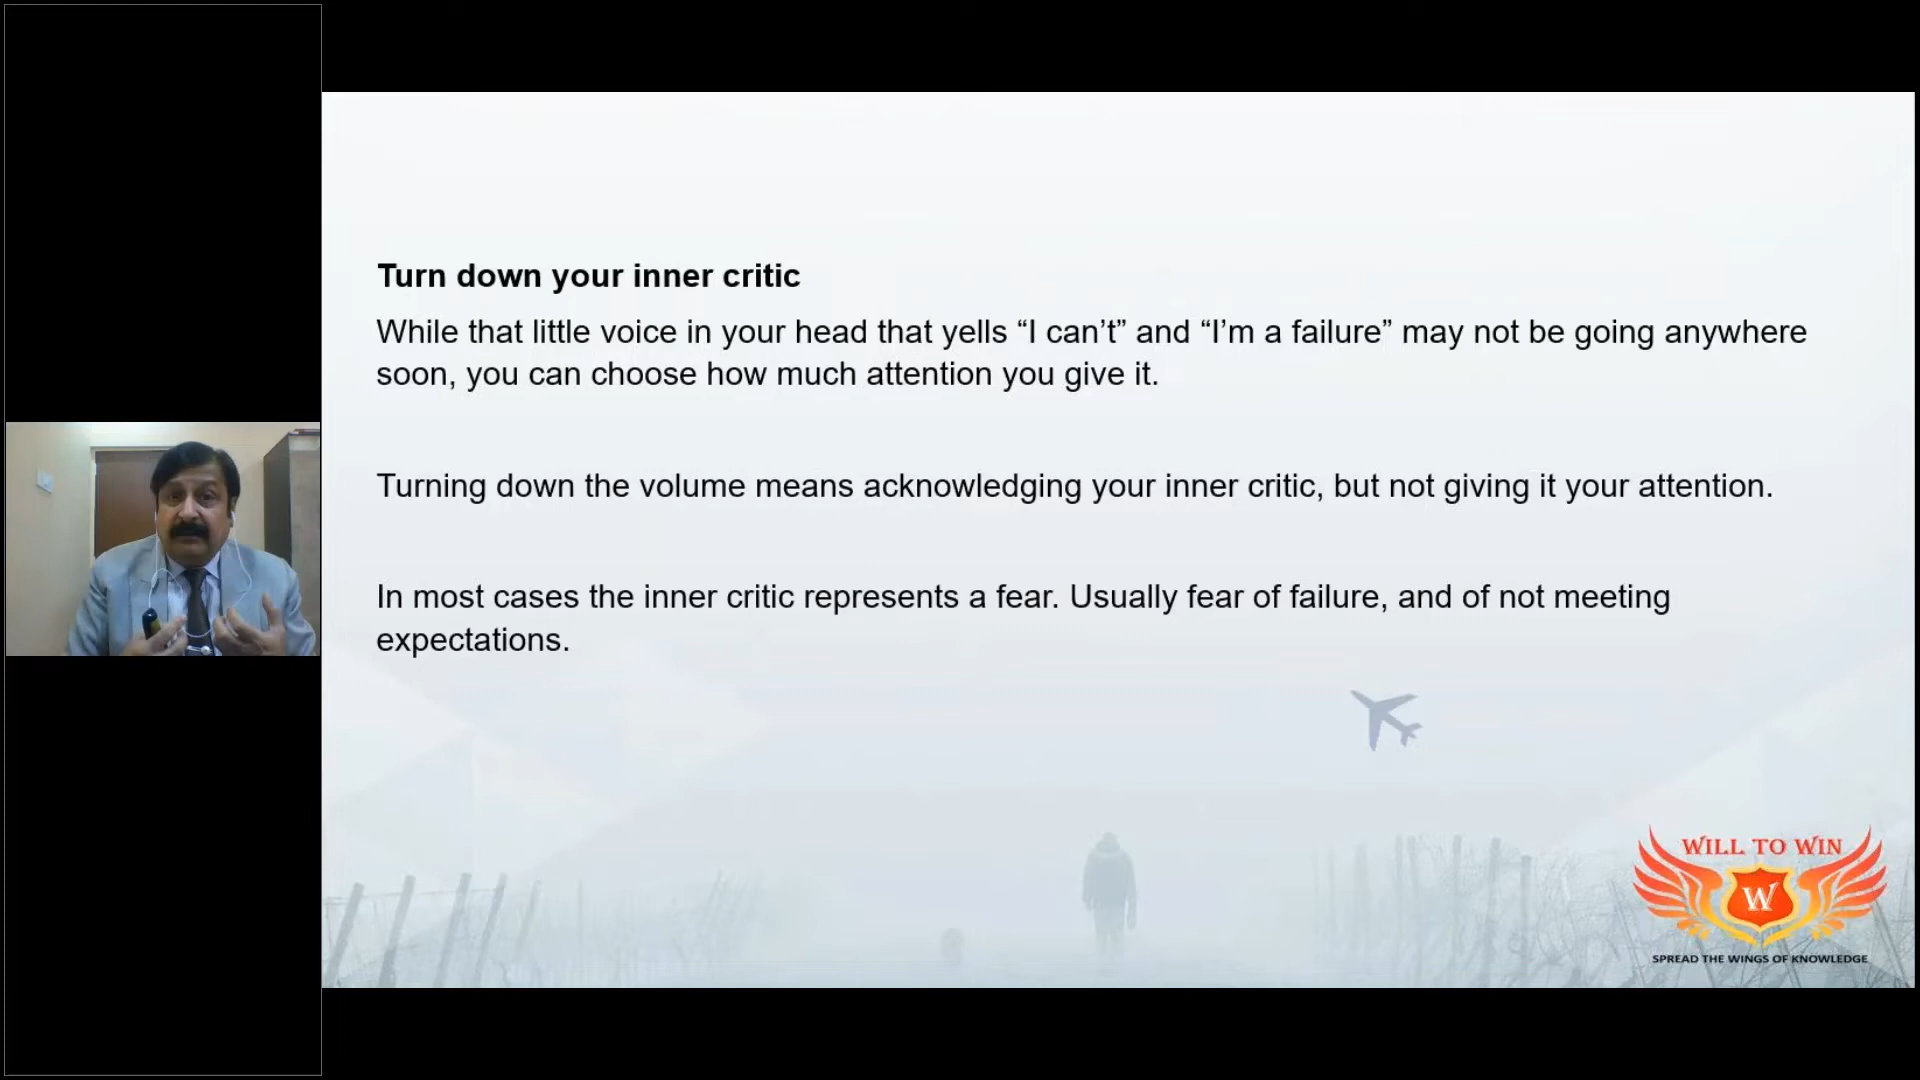 Turn down your inner critic
While that little voice in your head that yells “I can’t” and “I’m a failure” may not be going anywhere
soon, you can choose how much attention you give it.
Turning down the volume means acknowledging your inner critic, but not giving it your attention.
In most cases the inner critic represents a fear. Usually fear of failure, and of not meeting
expectations.
WILL TO WIN
W
SPREAD THE WINGS OF KNOWLEDGE